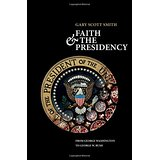 GARY SCOTT SMITH
FAITH
& THE
PRESIDENCY
FROM GEORGE WASHINGTON
TO GEORGE W. BUSH